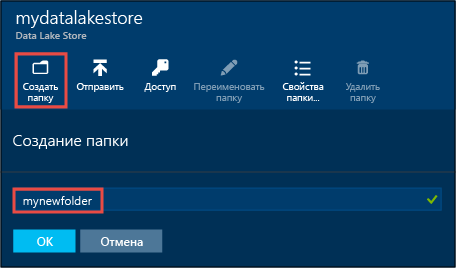 mydatalakestore
Data Lake Store
Создать папку
Отправить
Доступ
Переименовать папку
Свойства папки...
Удалить папку
Создание папки
mynewfolder
ОК
Отмена